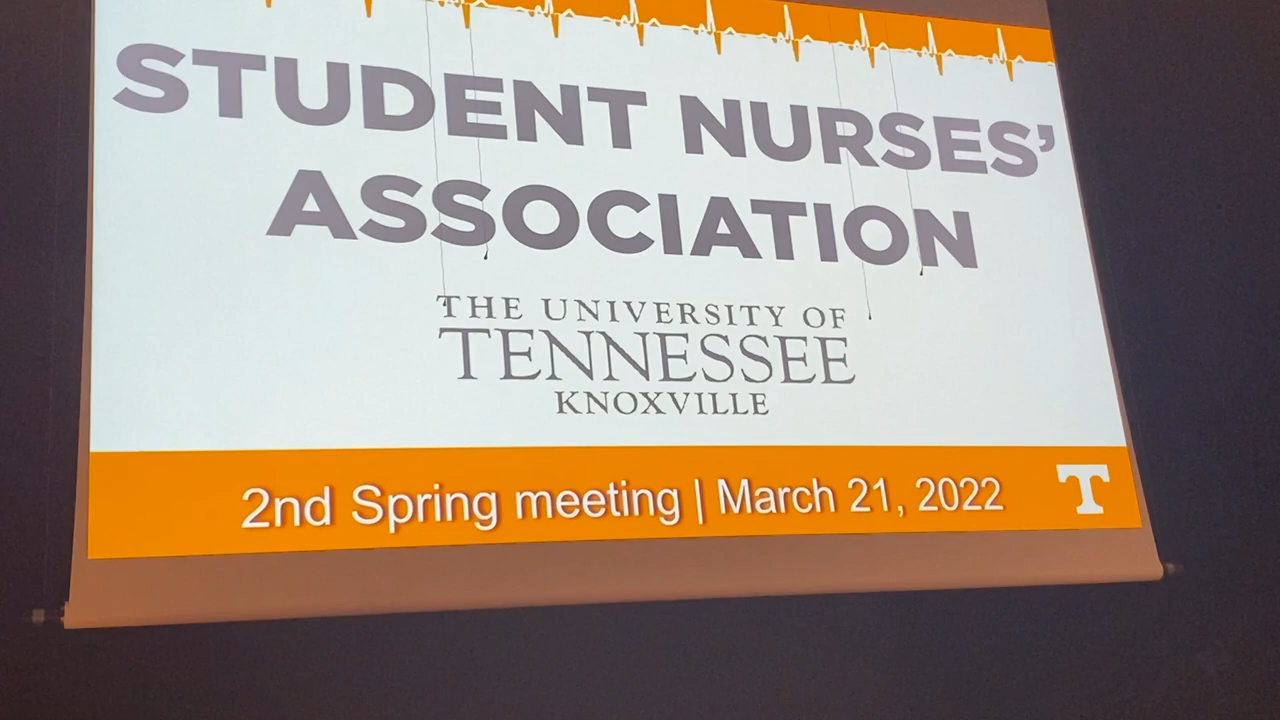 STUDENT NURSES’
ASSOCIATION
THE UNIVERSITY OF
TENNESSEE
KNOXVILLE
2nd Spring meeting | March 21, 2022
T